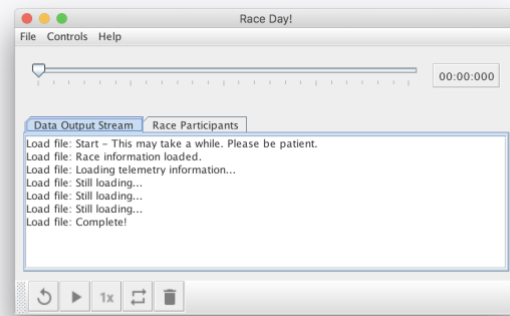 Race Day!
File Controls Help
00:00:000
Data Output Stream Race Participants
Load file: Start – This may take a while. Please be patient.
Load file: Race information loaded.
Load file: Loading telemetry information...
Load file: Still loading...
Load file: Still loading...
Load file: Still loading...
Load file: Complete!
1x